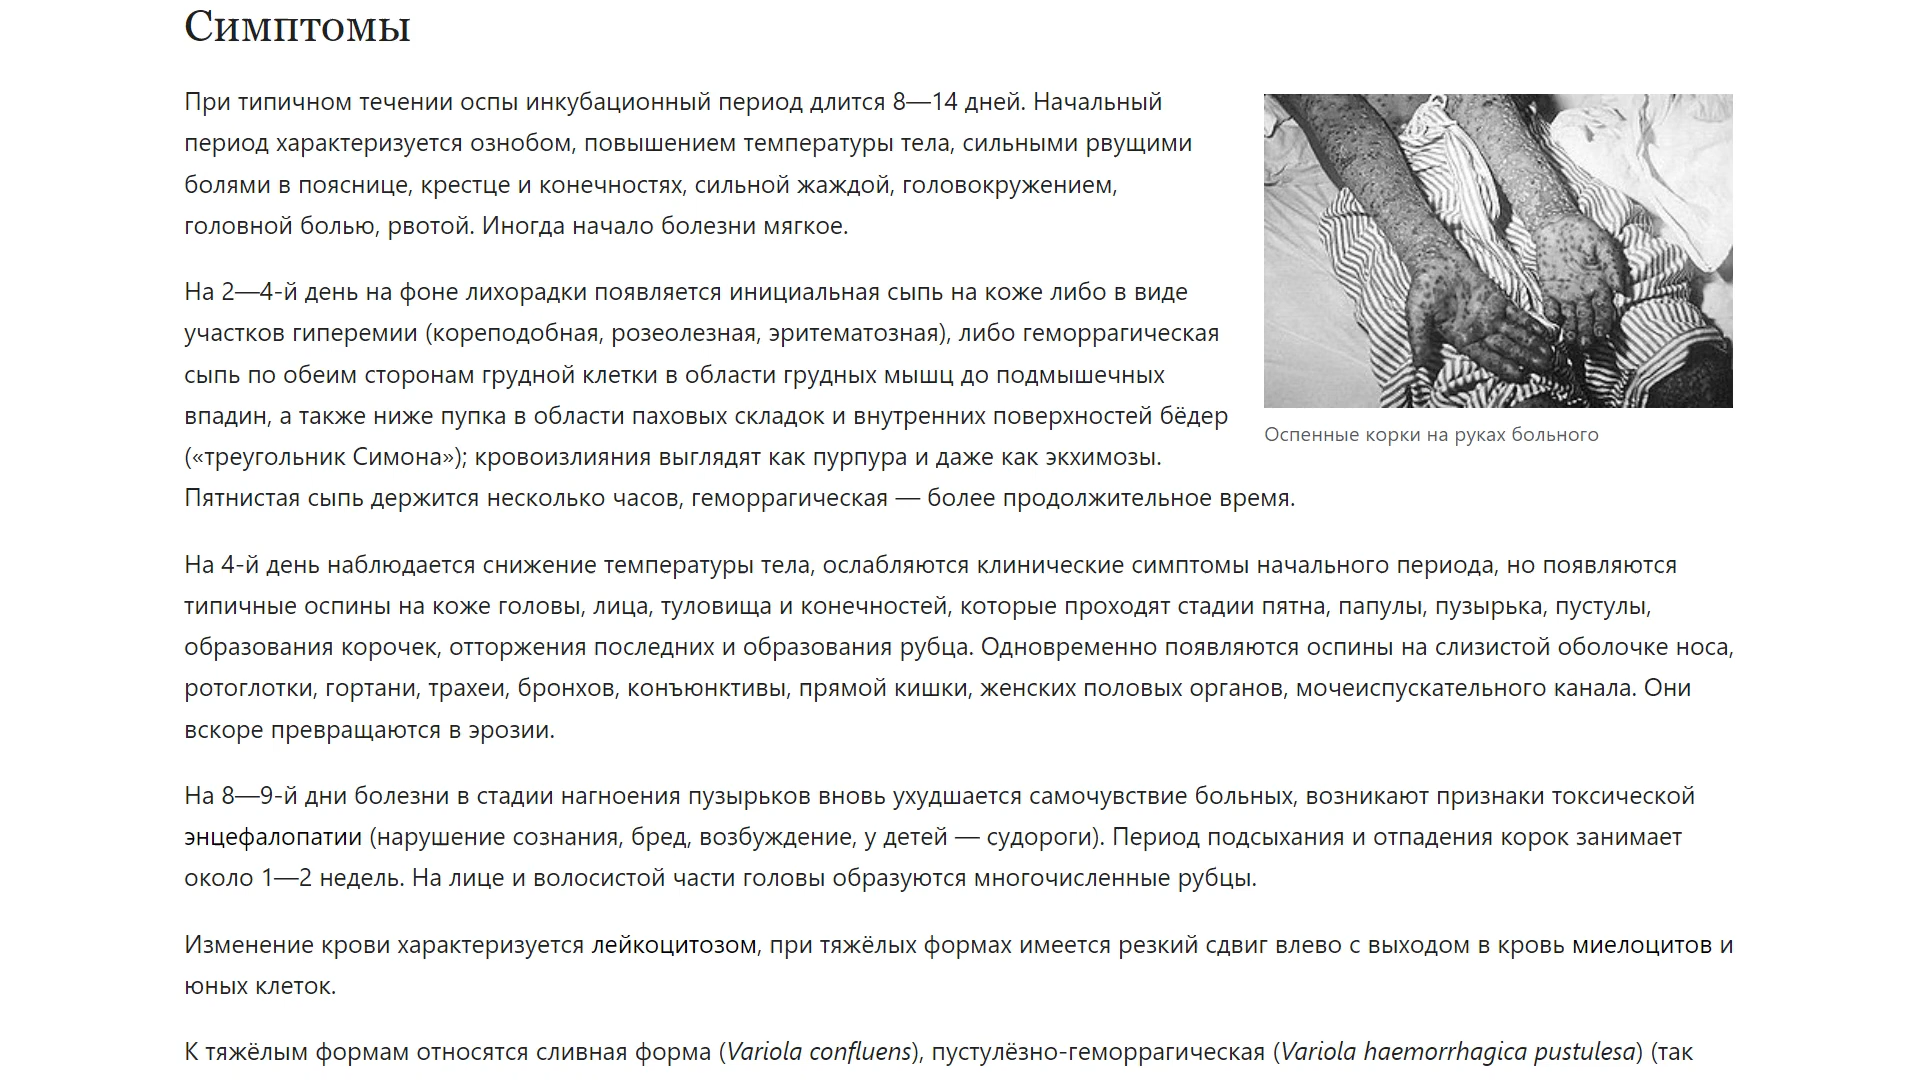 Симптомы
При типичном течении оспы инкубационный период длится 8—14 дней. Начальный
период характеризуется ознобом, повышением температуры тела, сильными рвущими
болями в пояснице, крестце и конечностях, сильной жаждой, головокружением,
головной болью, рвотой. Иногда начало болезни мягкое.
На 2—4-й день на фоне лихорадки появляется инициальная сыпь на коже либо в виде
участков гиперемии (кореподобная, розеолезная, эритематозная), либо геморрагическая
сыпь по обеим сторонам грудной клетки в области грудных мышц до подмышечных
впадин, а также ниже пупка в области паховых складок и внутренних поверхностей бёдер
(«треугольник Симона»); кровоизлияния выглядят как пурпура и даже как экхимозы.
Пятнистая сыпь держится несколько часов, геморрагическая — более продолжительное время.
Оспенные корки на руках больного
На 4-й день наблюдается снижение температуры тела, ослабляются клинические симптомы начального периода, но появляются
типичные оспины на коже головы, лица, туловища и конечностей, которые проходят стадии пятна, папулы, пузырька, пустулы,
образования корочек, отторжения последних и образования рубца. Одновременно появляются оспины на слизистой оболочке носа,
ротоглотки, гортани, трахеи, бронхов, конъюнктивы, прямой кишки, женских половых органов, мочеиспускательного канала. Они
вскоре превращаются в эрозии.
На 8—9-й дни болезни в стадии нагноения пузырьков вновь ухудшается самочувствие больных, возникают признаки токсической
энцефалопатии (нарушение сознания, бред, возбуждение, у детей — судороги). Период подсыхания и отпадения корок занимает
около 1—2 недель. На лице и волосистой части головы образуются многочисленные рубцы.
Изменение крови характеризуется лейкоцитозом, при тяжёлых формах имеется резкий сдвиг влево с выходом в кровь миелоцитов и
юных клеток.
К тяжёлым формам относятся сливная форма (Variola confluens), пустулёзно-геморрагическая (Variola haemorrhagica pustulesa) (так